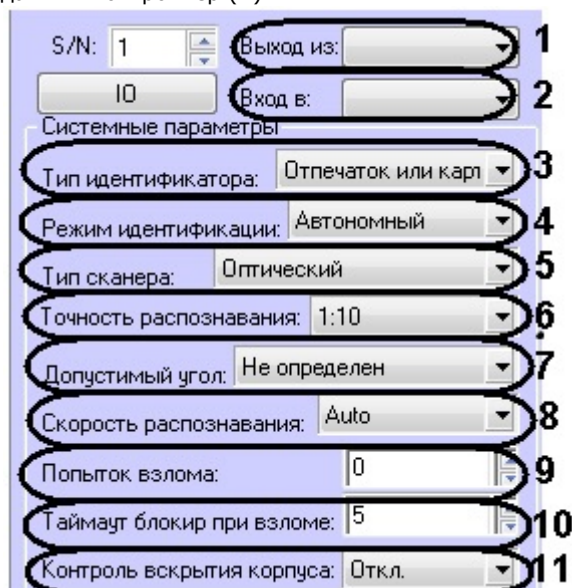 S/N: 1 Выход из: 1
IO Вход в: 2
Системные параметры
Тип идентификатора: Отпечаток или карт 3
Режим идентификации: Автономный 4
Тип сканера: Оптический 5
Точность распознавания: 1:10 6
Допустимый угол: Не определен 7
Скорость распознавания: Auto 8
Попыток взлома: 0 9
Таймаут блокир при взломе: 5 10
Контроль вскрытия корпуса: Откл. 11